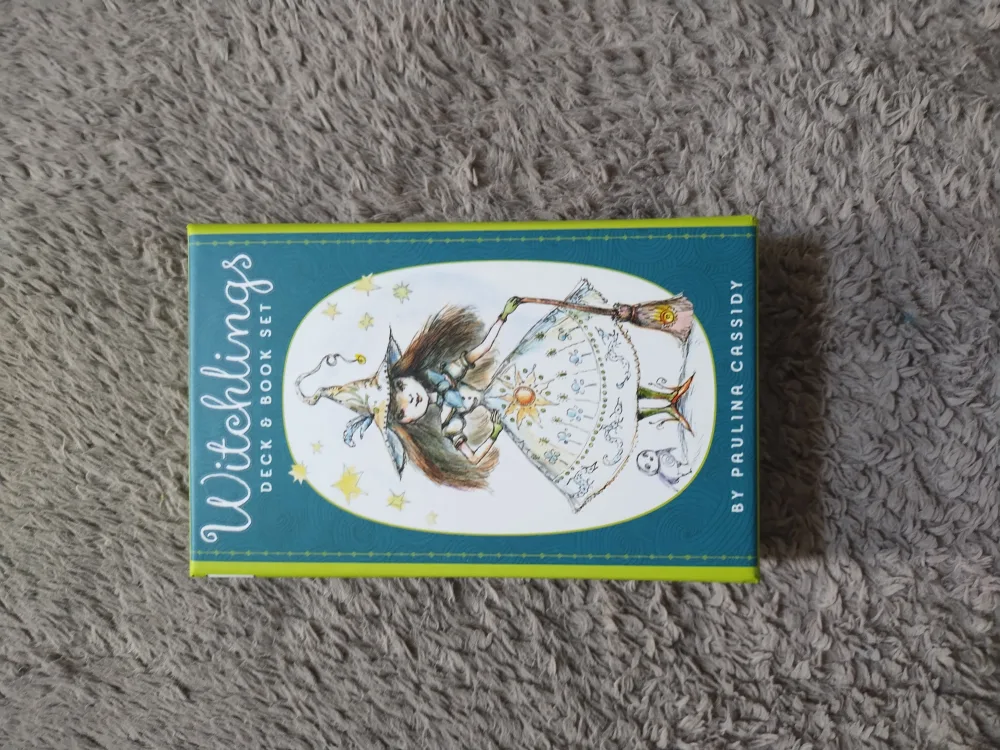 Witchlings
DECK & BOOK SET
BY PAULINA CASSIDY